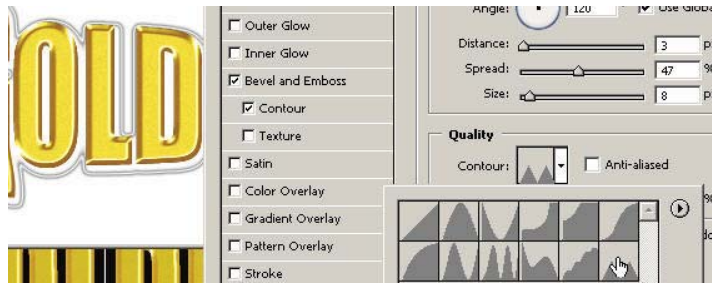 OLD
Outer Glow
Inner Glow
Bevel and Emboss
Contour
Texture
Satin
Color Overlay
Gradient Overlay
Pattern Overlay
Stroke
Angle: 120 ° Use Globa
Distance: 3 p
Spread: 47 %
Size: 8 p
Quality
Contour: Anti-aliased
%